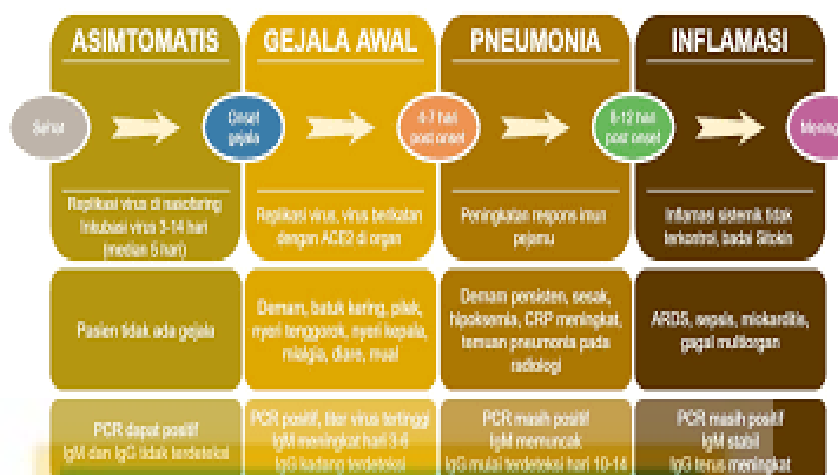 ASIMTOMATIS
GEJALA AWAL
PNEUMONIA
INFLAMASI
Sehat
Onset
gejala
4-7 hari
post onset
8-12 hari
post onset
Mening
Replikasi virus di nasofaring
Inkubasi virus 3-14 hari
(median 5 hari)
Replikasi virus, virus berikatan
dengan ACE2 di organ
Peningkatan respons imun
pejamu
Inflamasi sistemik tidak
terkontrol, badai Sitokin
Pasien tidak ada gejala
Demam, batuk kering, pilek,
nyeri tenggorok, nyeri kepala,
mialgia, diare, mual
Demam persisten, sesak,
hipoksemia, CRP meningkat,
temuan pneumonia pada
radiologi
ARDS, sepsis, miokarditis,
gagal multiorgan
PCR dapat positif
IgM dan IgG tidak terdeteksi
PCR positif, titer virus tertinggi
IgM meningkat hari 3-6
IgG kadang terdeteksi
PCR masih positif
IgM memuncak
IgG mulai terdeteksi hari 10-14
PCR masih positif
IgM stabil
IgG terus meningkat